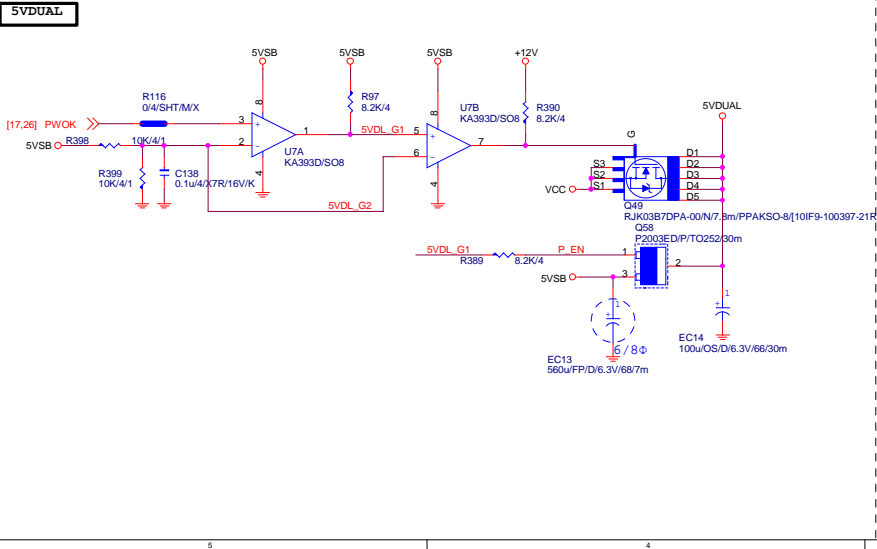 5VDUAL
5VSB
5VSB
5VSB
+12V
R116
0/4/SHT/M/X
R97
8.2K/4
U7B
KA393D/SO8
R390
8.2K/4
5VDUAL
[17,26] PWOK
3
8
1
5VDL_G1
5
8
7
G
5VSB
R398
10K/4/1
2
4
U7A
KA393D/SO8
6
4
S3
S2
S1
D1
D2
D3
D4
D5
VCC
R399
10K/4/1
C138
0.1u/4/X7R/16V/K
5VDL_G2
Q49
RJK03B7DPA-00/N/7.8m/PPAKSO-8/[10IF9-100397-21R
Q58
P2003ED/P/TO252/30m
5VDL_G1
R389
8.2K/4
P_EN
1
2
3
5VSB
1
6/8Φ
EC13
560u/FP/D/6.3V/68/7m
1
EC14
100u/OS/D/6.3V/66/30m
5
4